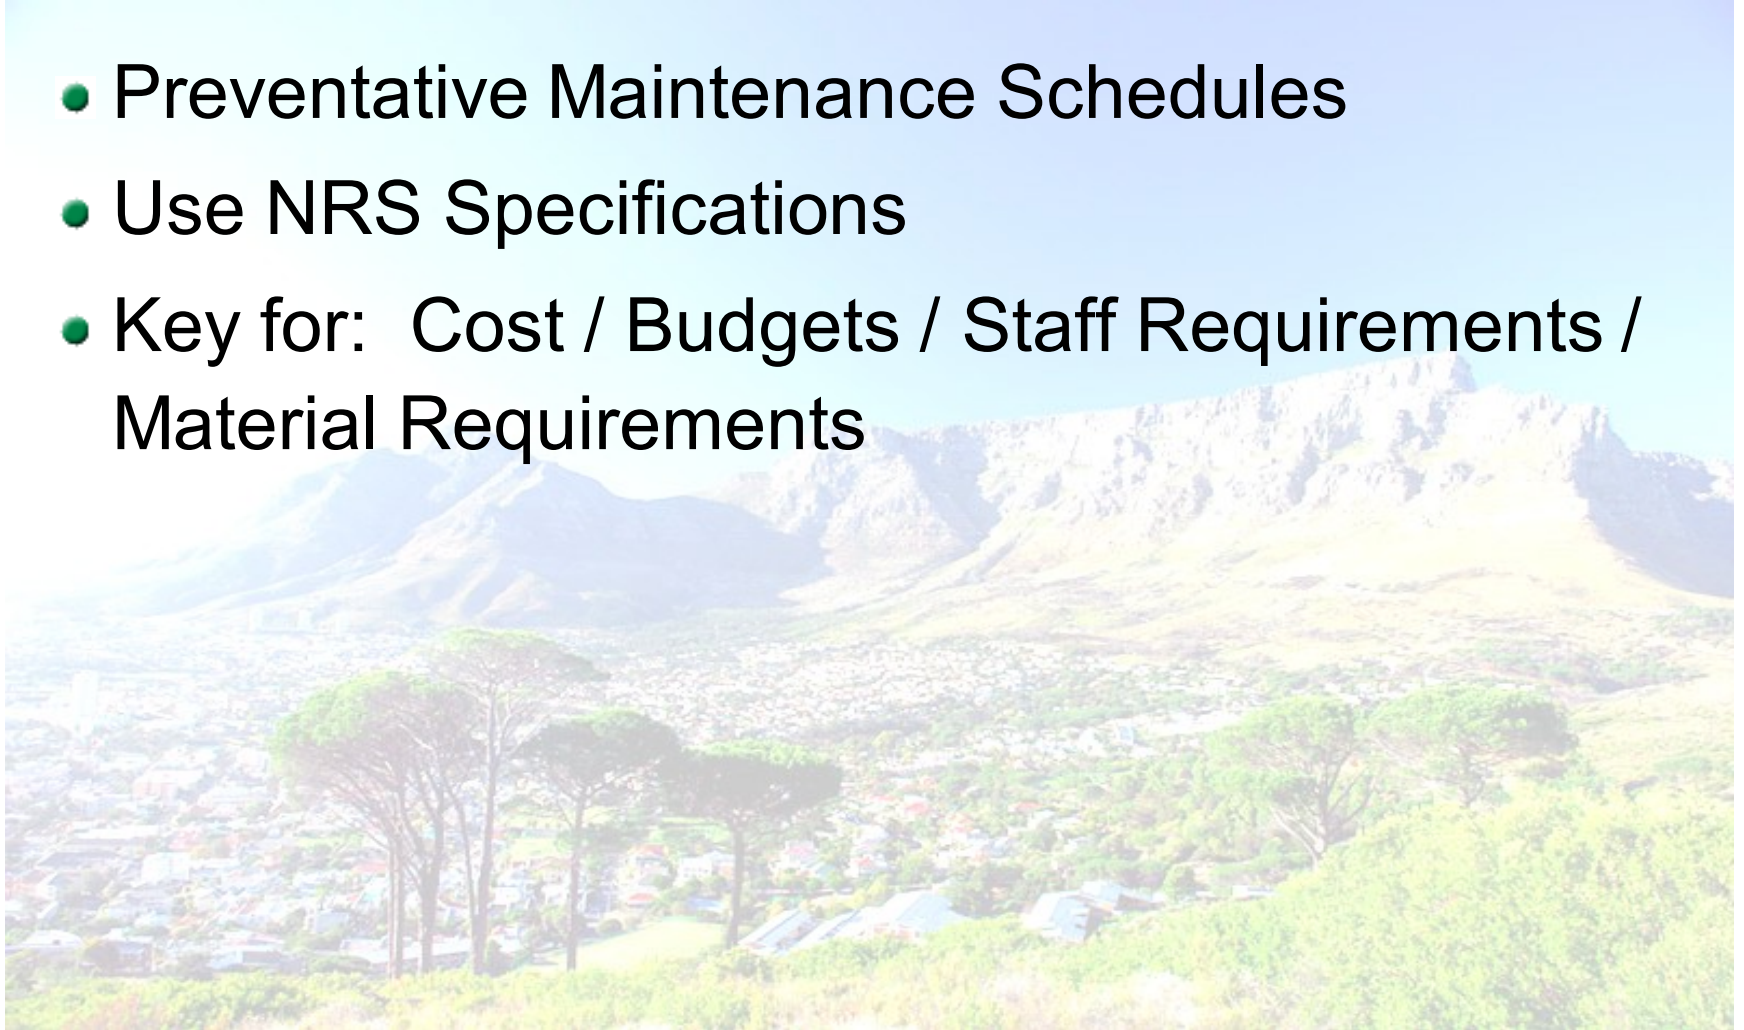 Preventative Maintenance Schedules
Use NRS Specifications
Key for:  Cost / Budgets / Staff Requirements /
Material Requirements